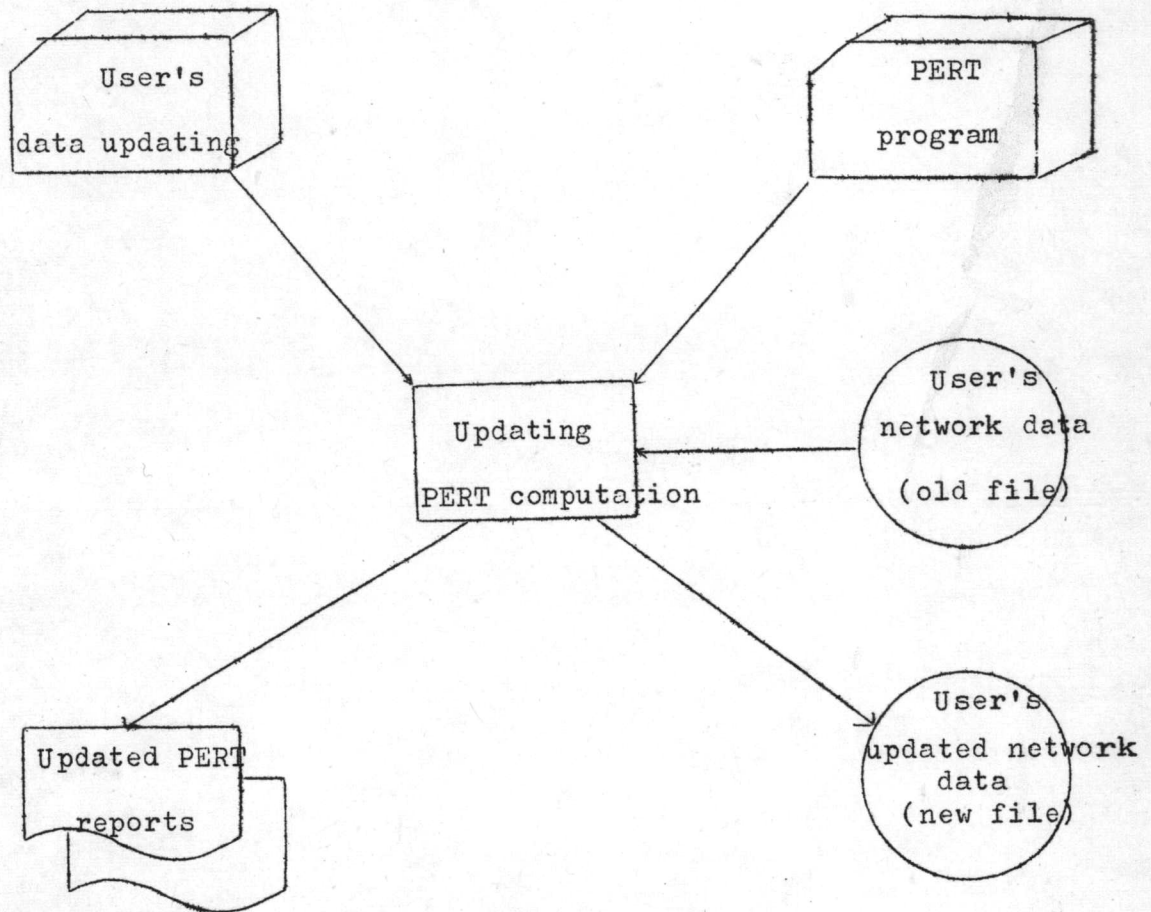 User's
data updating
PERT
program
Updating
PERT computation
User's
network data
(old file)
Updated PERT
reports
User's
updated network
data
(new file)